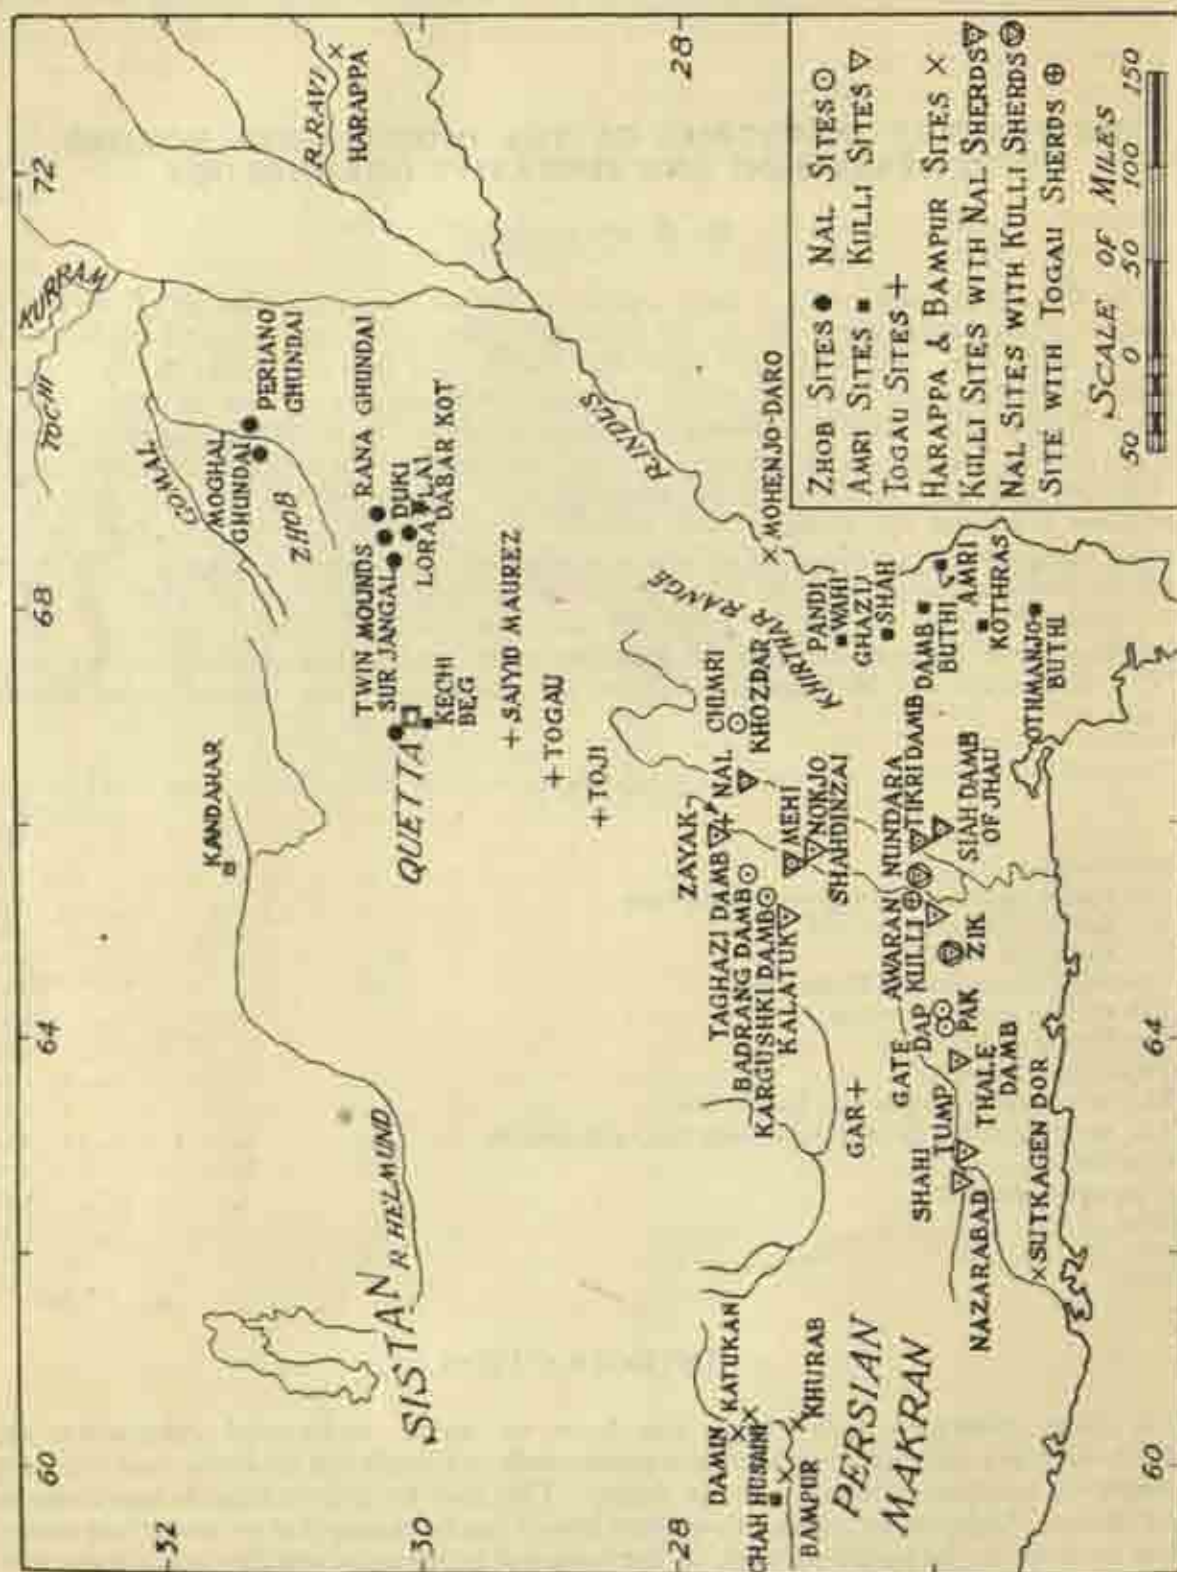 KURRAM
TOCHI
GOMAL
ZHOB
MOGHAL
GHUNDAI
PERIANO
GHUNDAI
R.RAVI
HARAPPA
KANDAHAR
TWIN MOUNDS
SUR JANGAL
RANA GHUNDAI
DUKI
LORALAI
DABAR KOT
QUETTA
KECHI
BEG
SISTAN
R HELMUND
SAIYID MAUREZ
TOGAU
TOJI
R.INDUS
MOHENJO-DARO
KHIRTHAR RANGE
ZAYAK
NAL
CHIMRI
KHOZDAR
TAGHAZI DAMB
BADRANG DAMB
KARGUSHKI DAMB
KALATUK
MEHI
NOKJO
SHAHDINZAI
PANDI
WAHI
GHAZI
SHAH
DAMB
BUTHI
AMRI
KOTHRAS
OTHMANJO
BUTHI
GAR
AWARAN
NUNDARA
TIKRI DAMB
SIAH DAMB
OF JHAU
GATE
DAP
KULLI
PAK
ZIK
THALE
DAMB
SHAHI
TUMP
NAZARABAD
SUTKAGEN DOR
DAMIN
KATUKAN
CHAH HUSAINI
BAMPUR
KHURAB
PERSIAN
MAKRAN
60
64
68
72
32
30
28
28
64
60
ZHOB SITES ● NAL SITES ⊙
AMRI SITES ■ KULLI SITES ▽
TOGAU SITES +
HARAPPA & BAMPUR SITES ×
KULLI SITES WITH NAL SHERDS
NAL SITES WITH KULLI SHERDS
SITE WITH TOGAU SHERDS ⊕
SCALE OF MILES
50 0 50 100 150